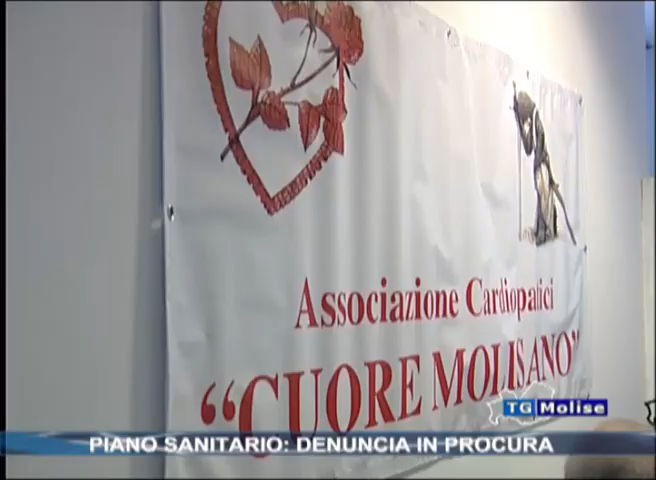 Associazione Cardiopatici
“CUORE MOLISANO”
TG Molise
PIANO SANITARIO: DENUNCIA IN PROCURA